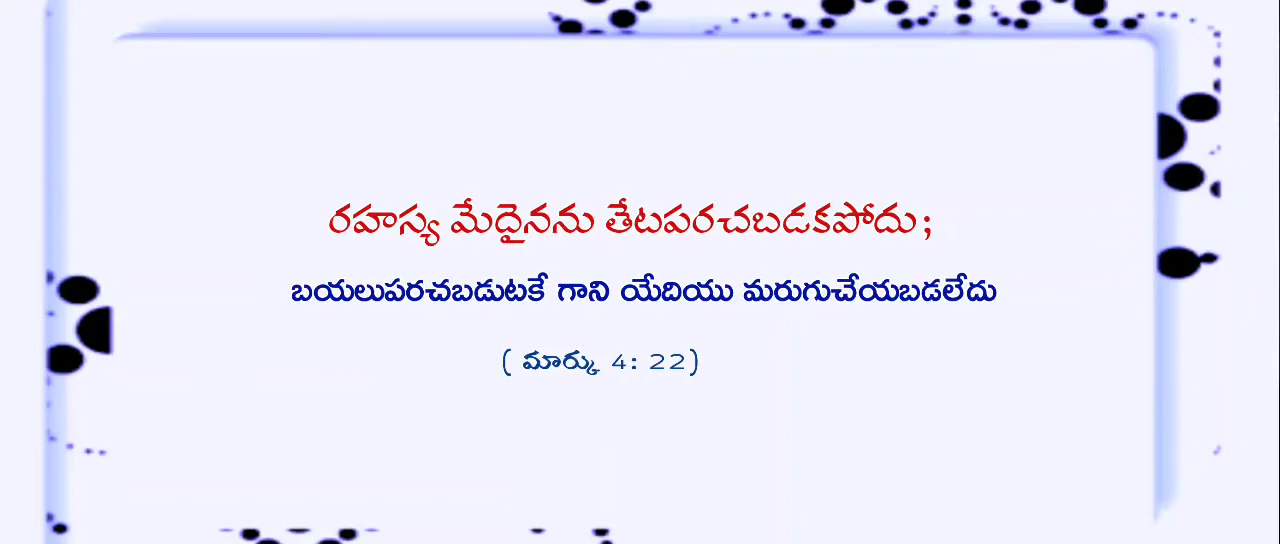 రహస్య మేదైనను తేటపరచబడకపోదు;
బయలుపరచబడుటకే గాని యేదియు మరుగుచేయబడలేదు
( మార్కు 4: 22)